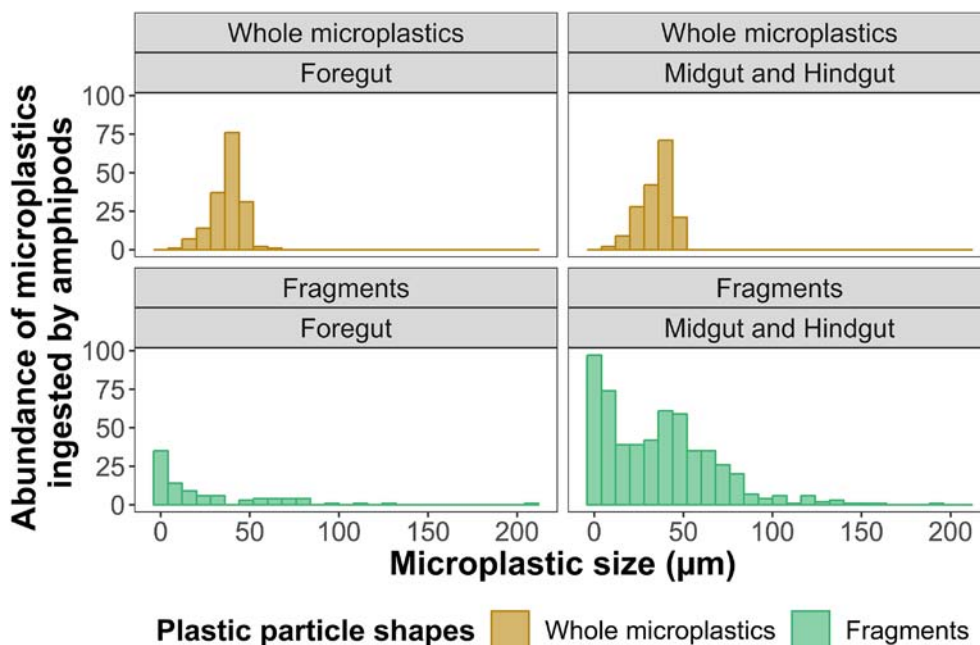 Whole microplastics
Whole microplastics
Foregut
Midgut and Hindgut
100
75
50
25
0
Fragments
Fragments
Foregut
Midgut and Hindgut
100
75
50
25
0
0 50 100 150 200
0 50 100 150 200
Abundance of microplastics
ingested by amphipods
Microplastic size (µm)
Plastic particle shapes Whole microplastics Fragments